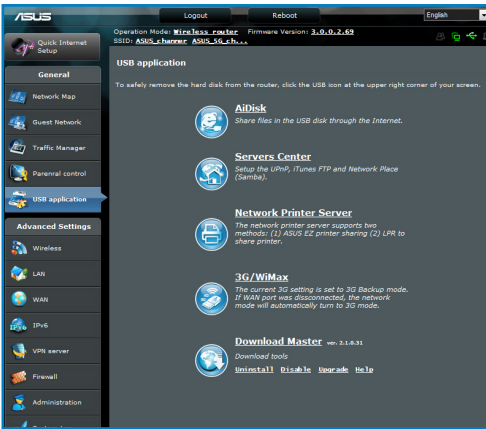 ASUS
Logout
Reboot
English
Operation Mode: Wireless router Firmware Version: 3.0.0.2.69
SSID: ASUS_channer ASUS_5G_ch...
Quick Internet
Setup
General
Network Map
Guest Network
Traffic Manager
Parenral control
USB application
Advanced Settings
Wireless
LAN
WAN
IPv6
VPN server
Firewall
Administration
USB application
To safely remove the hard disk from the router, click the USB icon at the upper right corner of your screen.
AiDisk
Share files in the USB disk through the Internet.
Servers Center
Setup the UPnP, iTunes FTP and Network Place
(Samba).
Network Printer Server
The network printer server supports two
methods: (1) ASUS EZ printer sharing (2) LPR to
share printer.
3G/WiMax
The current 3G setting is set to 3G Backup mode.
If WAN port was dissconnected, the network
mode will automatically turn to 3G mode.
Download Master ver. 2.1.0.31
Download tools
Uninstall Disable Upgrade Help